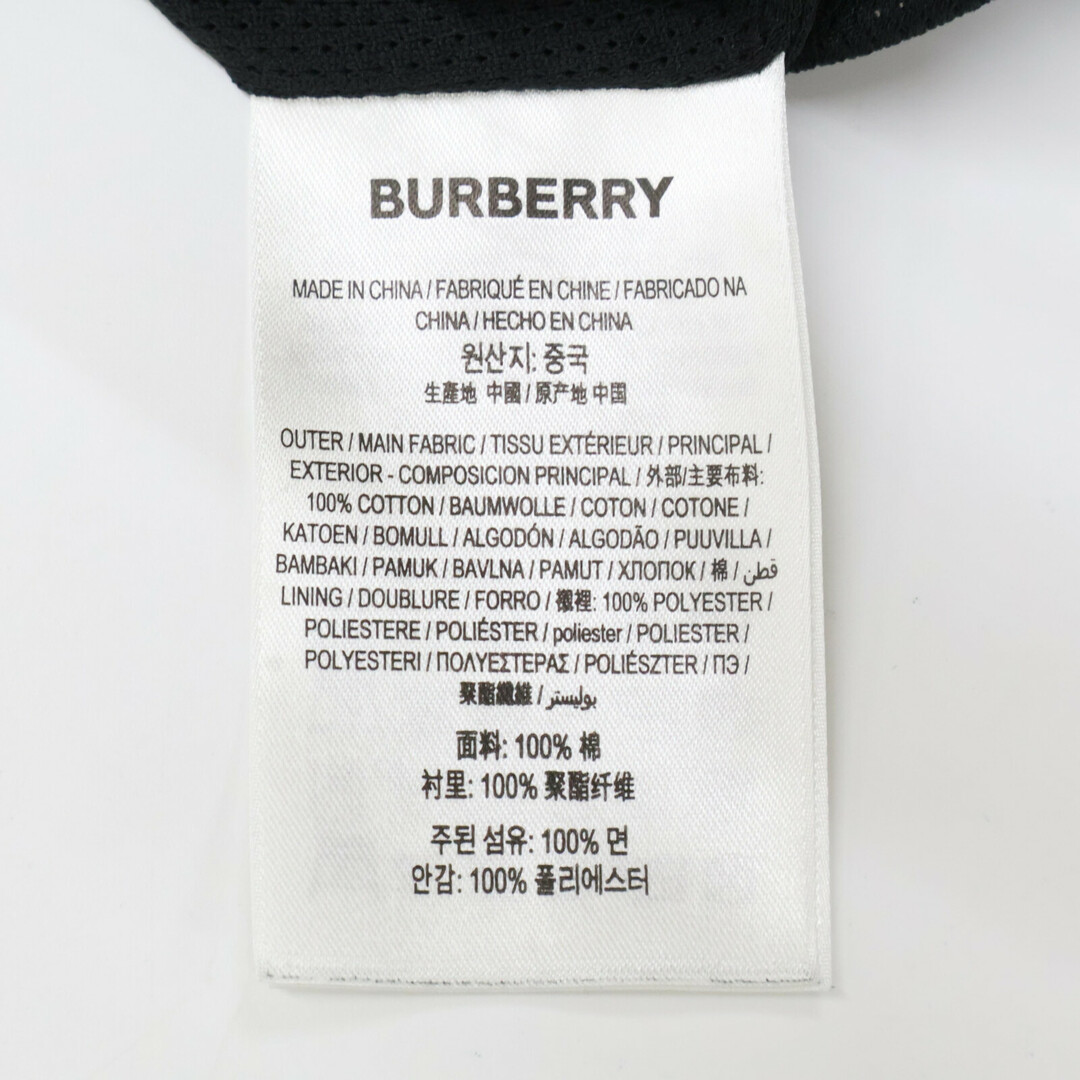 BURBERRY
MADE IN CHINA / FABRIQUÉ EN CHINE / FABRICADO NA
CHINA / HECHO EN CHINA
원산지: 중국
生產地 中國 / 原产地 中国
OUTER / MAIN FABRIC / TISSU EXTÉRIEUR / PRINCIPAL /
EXTERIOR - COMPOSICION PRINCIPAL / 外部/主要布料:
100% COTTON / BAUMWOLLE / COTON / COTONE /
KATOEN / BOMULL / ALGODÓN / ALGODÃO / PUUVILLA /
BAMBAKI / PAMUK / BAVLNA / PAMUT / ХЛОПОК / 棉 / قطن
LINING / DOUBLURE / FORRO / 襯裡: 100% POLYESTER /
POLIESTERE / POLIÉSTER / poliester / POLIESTER /
POLYESTERI / ΠΟΛΥΕΣΤΕΡΑΣ / POLIÉSZTER / ПЭ /
聚酯纖維 / بوليستر
面料: 100% 棉
衬里: 100% 聚酯纤维
주된 섬유: 100% 면
안감: 100% 폴리에스터